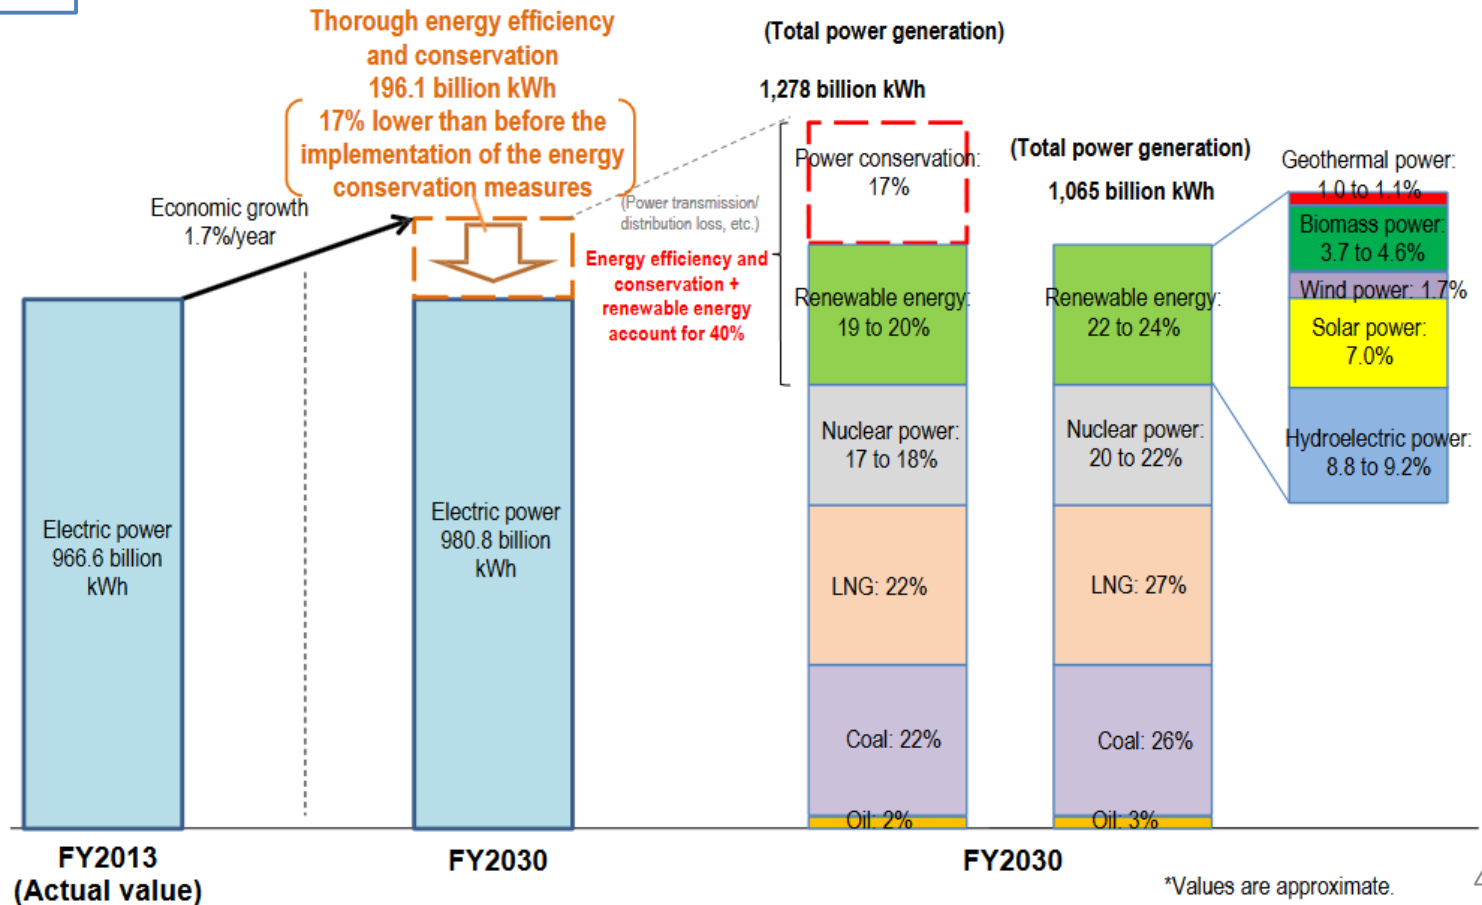 Thorough energy efficiency
and conservation
196.1 billion kWh
17% lower than before the
implementation of the energy
conservation measures
Economic growth
1.7%/year
(Power transmission/
distribution loss, etc.)
Energy efficiency and
conservation +
renewable energy
account for 40%
Electric power
966.6 billion
kWh
Electric power
980.8 billion
kWh
(Total power generation)
1,278 billion kWh
Power conservation:
17%
Renewable energy:
19 to 20%
Nuclear power:
17 to 18%
LNG: 22%
Coal: 22%
Oil: 2%
(Total power generation)
1,065 billion kWh
Renewable energy:
22 to 24%
Nuclear power:
20 to 22%
LNG: 27%
Coal: 26%
Oil: 3%
Geothermal power:
1.0 to 1.1%
Biomass power:
3.7 to 4.6%
Wind power: 1.7%
Solar power:
7.0%
Hydroelectric power:
8.8 to 9.2%
FY2013
(Actual value)
FY2030
FY2030
*Values are approximate.